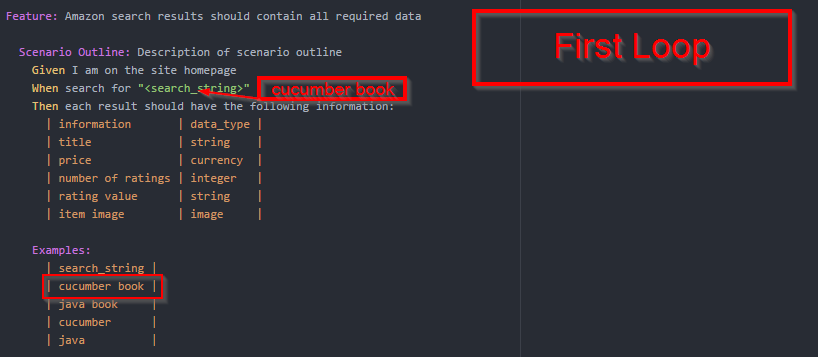 Feature: Amazon search results should contain all required data
First Loop
Scenario Outline: Description of scenario outline
Given I am on the site homepage
When search for "<search_string>"
cucumber book
Then each result should have the following information:
| information | data_type |
| title | string |
| price | currency |
| number of ratings | integer |
| rating value | string |
| item image | image |
Examples:
| search_string |
| cucumber book |
| java book |
| cucumber |
| java |